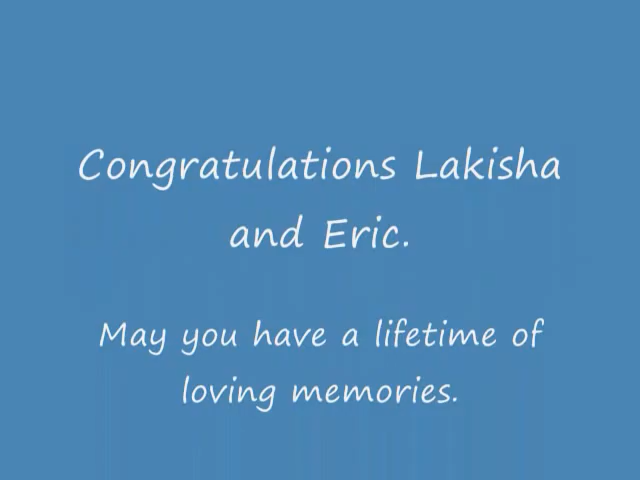 Congratulations Lakisha
and Eric.
May you have a lifetime of
loving memories.